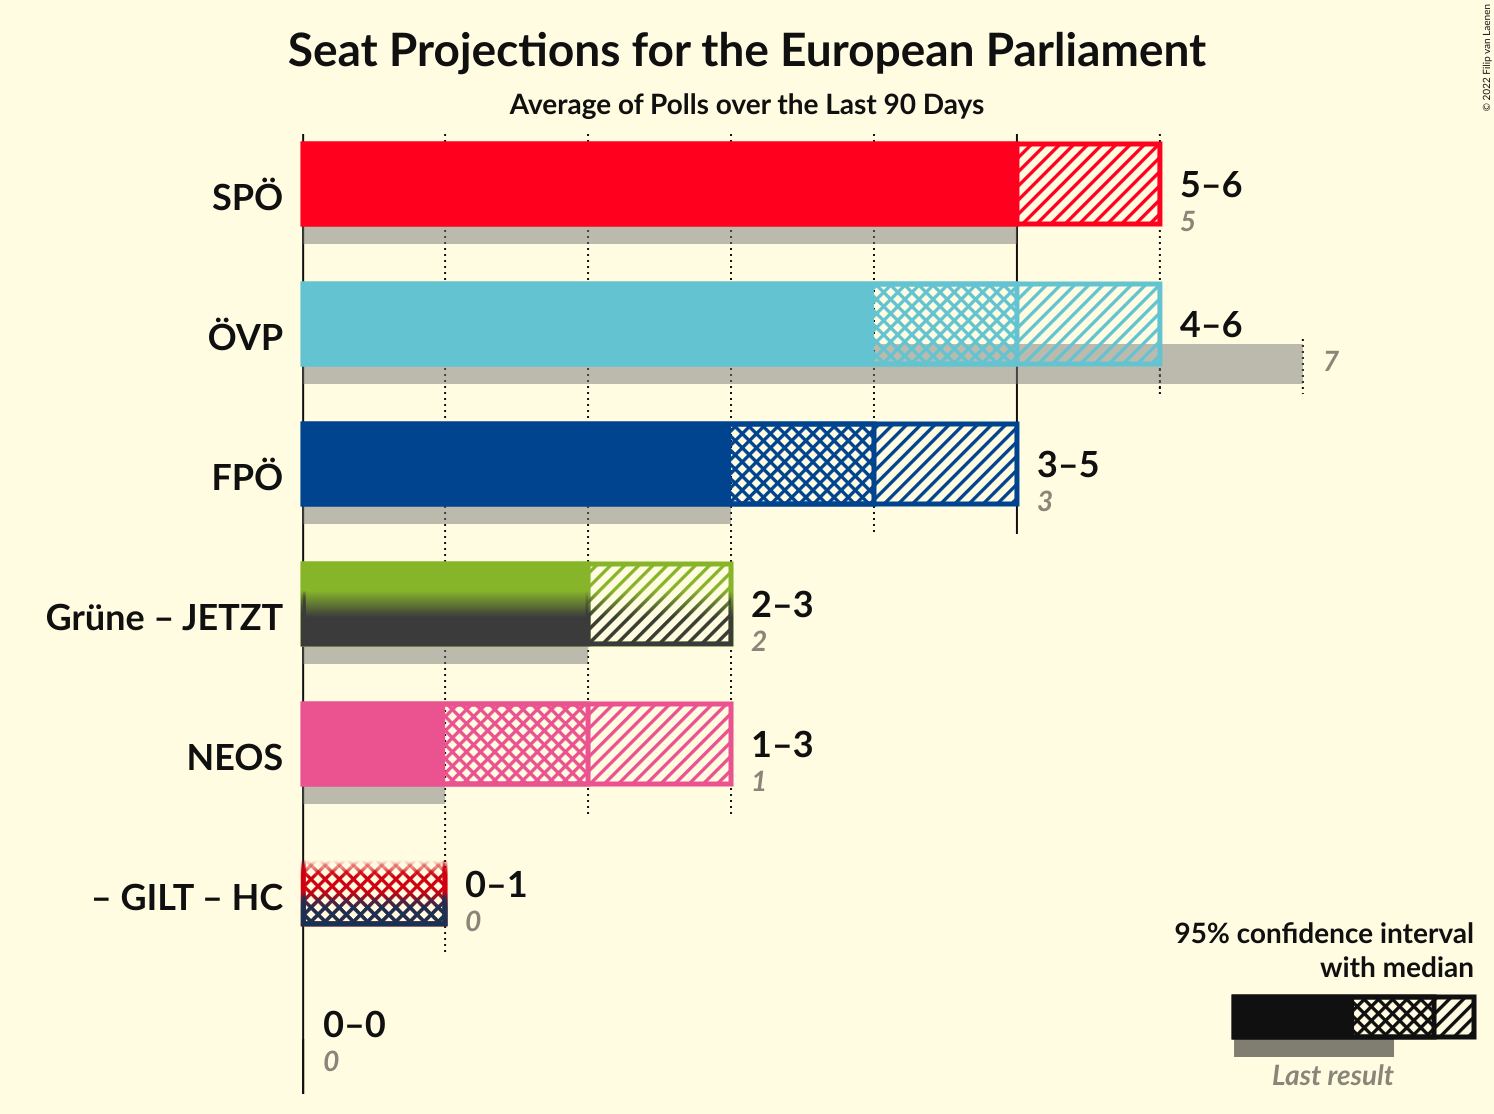 Seat Projections for the European Parliament
Average of Polls over the Last 90 Days
© 2022 Filip van Laenen
SPÖ
5–6
5
ÖVP
4–6
7
FPÖ
3–5
3
Grüne – JETZT
2–3
2
NEOS
1–3
1
– GILT – HC
0–1
0
0–0
0
95% confidence interval
with median
Last result